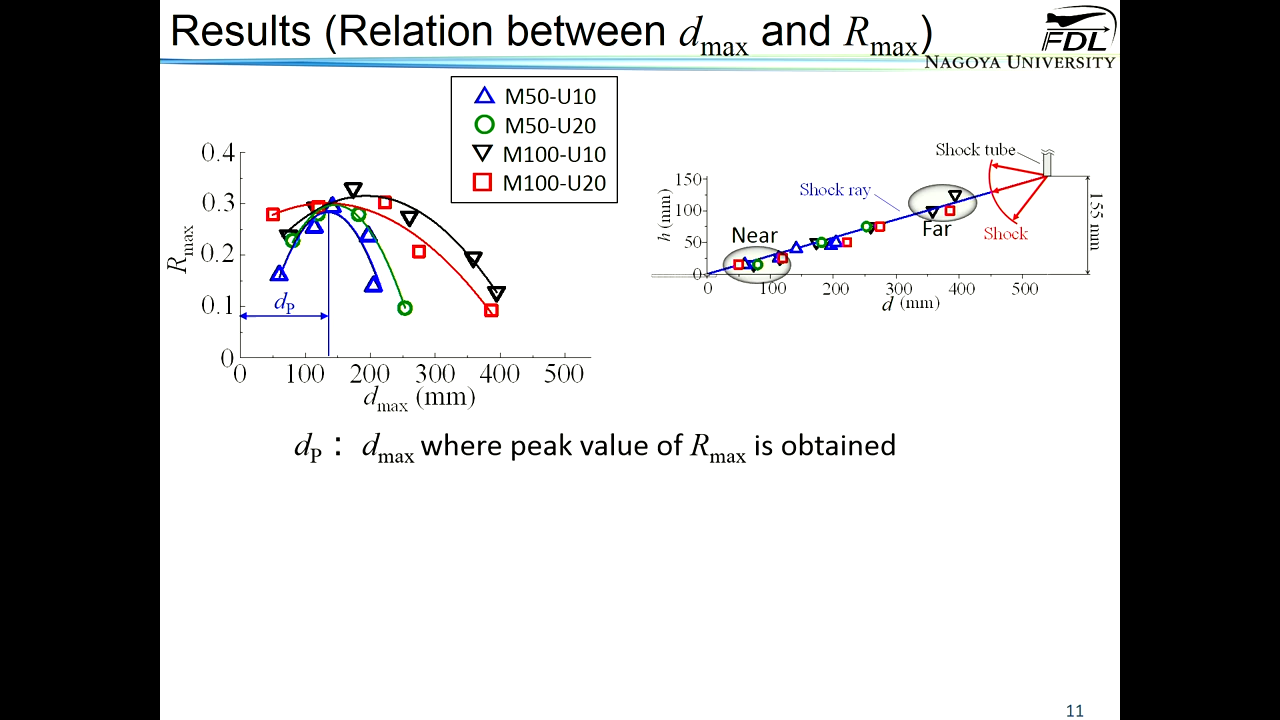 Results (Relation between dmax and Rmax)
FDL
NAGOYA UNIVERSITY
M50-U10
M50-U20
M100-U10
M100-U20
0.4
0.3
0.2
0.1
0
Rmax
dP
0 100 200 300 400 500
dmax (mm)
Shock tube
Shock ray
Shock
155 mm
150
100
50
0
h (mm)
Near
Far
0 100 200 300 400 500
d (mm)
dP : dmax where peak value of Rmax is obtained
11